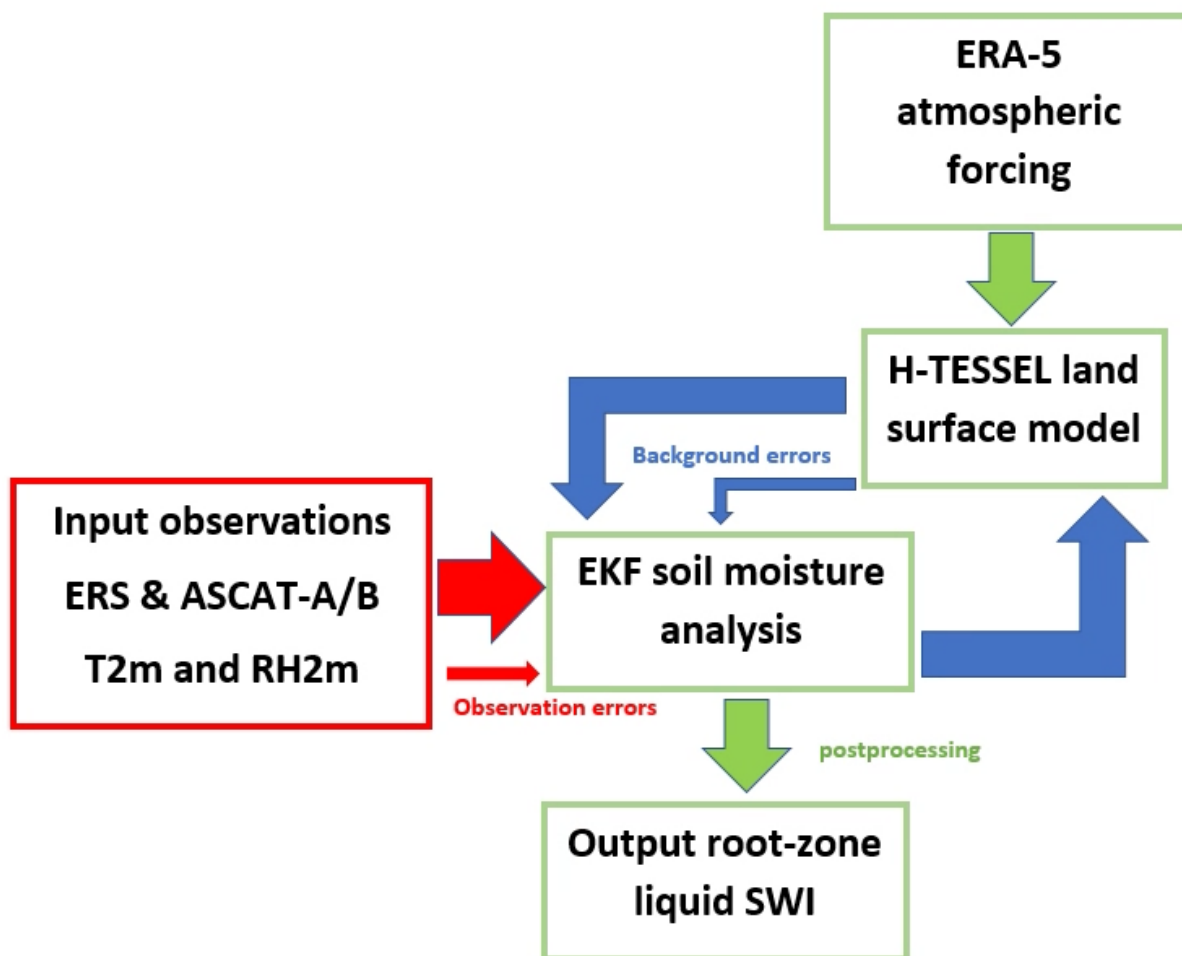 ERA-5
atmospheric
forcing
H-TESSEL land
surface model
Background errors
Input observations
ERS & ASCAT-A/B
T2m and RH2m
EKF soil moisture
analysis
Observation errors
postprocessing
Output root-zone
liquid SWI